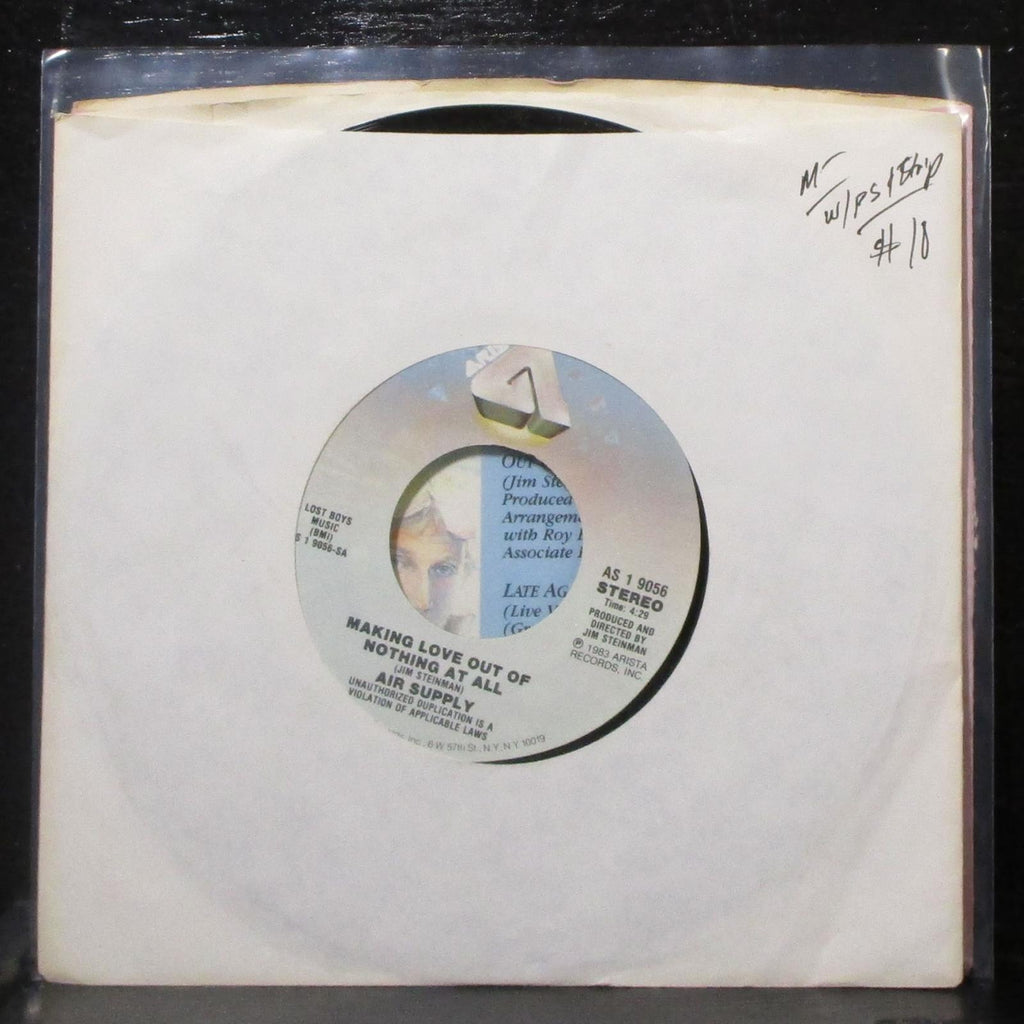 M-
w/ps
#18
ARIS
LOST BOYS
MUSIC
(BMI)
S 1 9056-SA
OUT
(Jim Ste
Produced
Arrangeme
with Roy
Associate
LATE AG
(Live
(Gr
AS 1 9056
STEREO
Time: 4:29
PRODUCED AND
DIRECTED BY
JIM STEINMAN
℗ 1983 ARISTA
RECORDS, INC.
MAKING LOVE OUT OF
NOTHING AT ALL
(JIM STEINMAN)
AIR SUPPLY
UNAUTHORIZED DUPLICATION IS A
VIOLATION OF APPLICABLE LAWS
Inc., 6 W 57th St., N.Y. N.Y. 10019